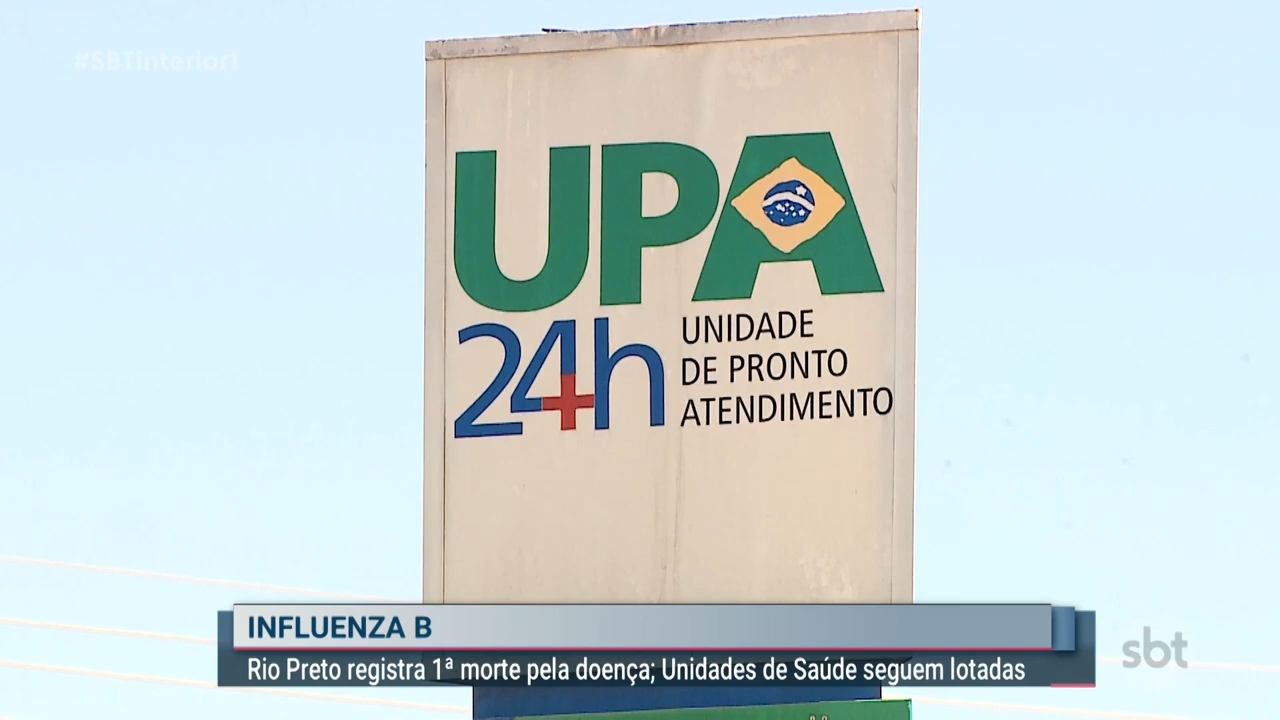 #SBTinterior1
UPA
24h
UNIDADE
DE PRONTO
ATENDIMENTO
INFLUENZA B
Rio Preto registra 1ª morte pela doença; Unidades de Saúde seguem lotadas
sbt